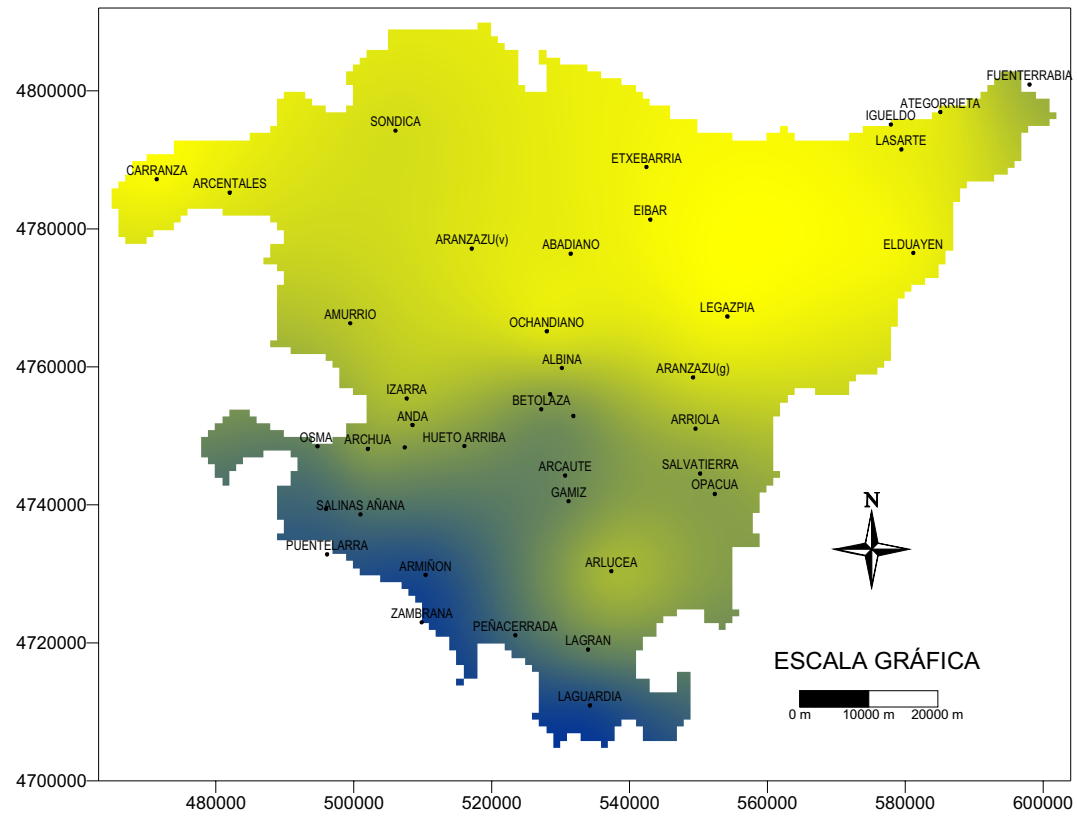 4800000
FUENTERRABIA
ATEGORRIETA
IGUELDO
SONDICA
LASARTE
ETXEBARRIA
CARRANZA
ARCENTALES
4780000
EIBAR
ARANZAZU(v)
ABADIANO
ELDUAYEN
AMURRIO
LEGAZPIA
OCHANDIANO
4760000
ALBINA
ARANZAZU(g)
IZARRA
BETOLAZA
ANDA
ARRIOLA
OSMA
ARCHUA
HUETO ARRIBA
ARCAUTE
SALVATIERRA
OPACUA
GAMIZ
4740000
SALINAS AÑANA
N
PUENTELARRA
ARMIÑON
ARLUCEA
ZAMBRANA
PEÑACERRADA
LAGRAN
4720000
ESCALA GRÁFICA
LAGUARDIA
0 m 10000 m 20000 m
4700000
480000 500000 520000 540000 560000 580000 600000